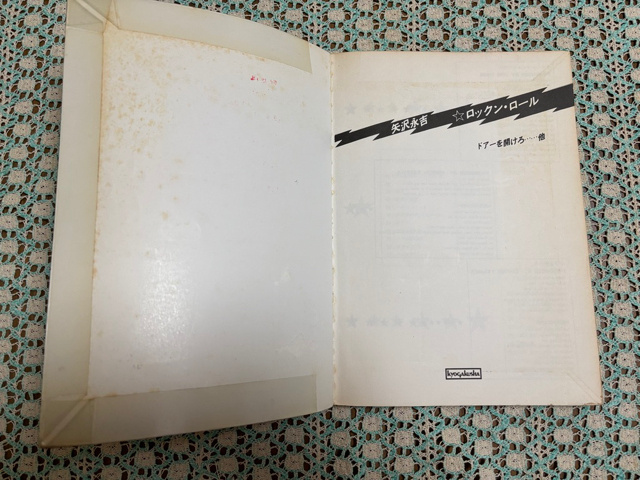 矢沢永吉 ☆ロックン・ロール
ドアーを開けろ……他
kyogakusha